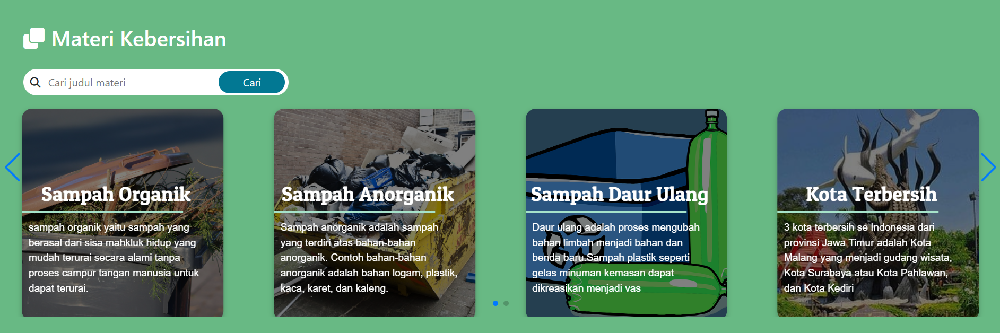 Materi Kebersihan
Cari judul materi
Cari
Sampah Organik
sampah organik yaitu sampah yang
berasal dari sisa mahkluk hidup yang
mudah terurai secara alami tanpa
proses campur tangan manusia untuk
dapat terurai.
Sampah Anorganik
Sampah anorganik adalah sampah
yang terdiri atas bahan-bahan
anorganik. Contoh bahan-bahan
anorganik adalah bahan logam, plastik,
kaca, karet, dan kaleng.
Sampah Daur Ulang
Daur ulang adalah proses mengubah
bahan limbah menjadi bahan dan
benda baru.Sampah plastik seperti
gelas minuman kemasan dapat
dikreasikan menjadi vas
Kota Terbersih
3 kota terbersih se Indonesia dari
provinsi Jawa Timur adalah Kota
Malang yang menjadi gudang wisata,
Kota Surabaya atau Kota Pahlawan,
dan Kota Kediri